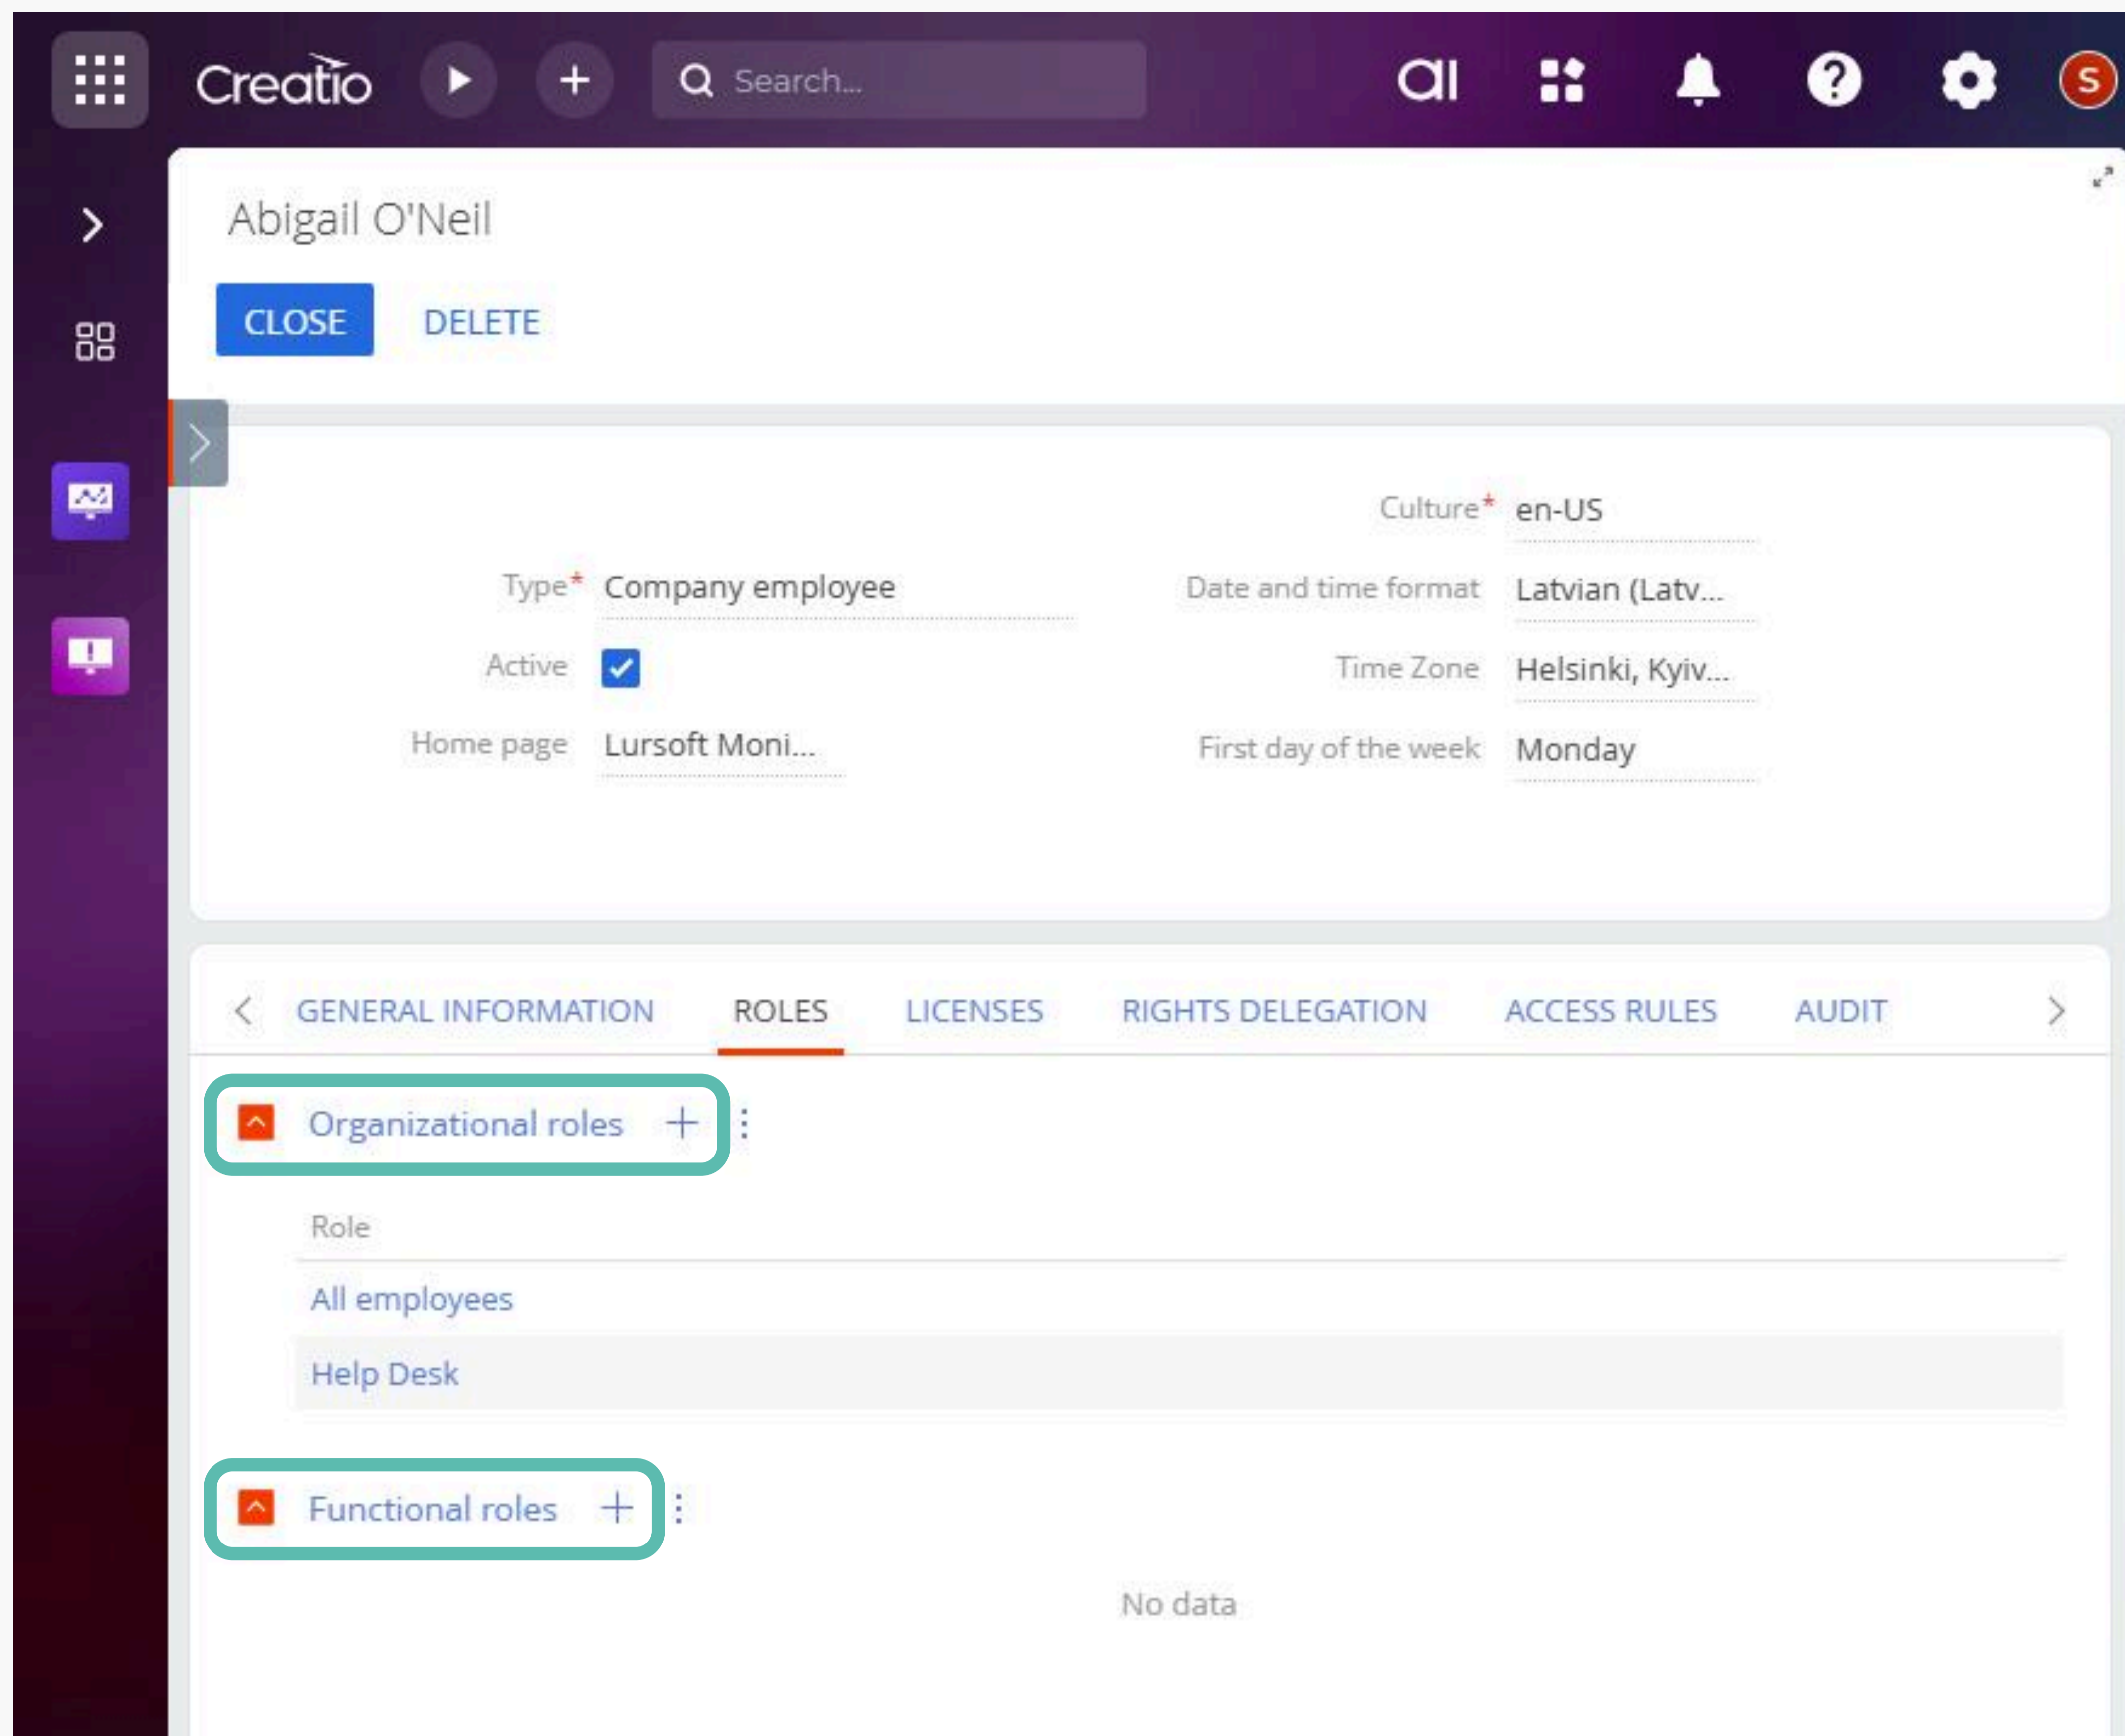 Creatio
Search...
ai
S
Abigail O'Neil
CLOSE DELETE
Culture* en-US
Type* Company employee
Date and time format Latvian (Latv...
Active
Time Zone Helsinki, Kyiv...
Home page Lursoft Moni...
First day of the week Monday
GENERAL INFORMATION ROLES LICENSES RIGHTS DELEGATION ACCESS RULES AUDIT
Organizational roles
Role
All employees
Help Desk
Functional roles
No data